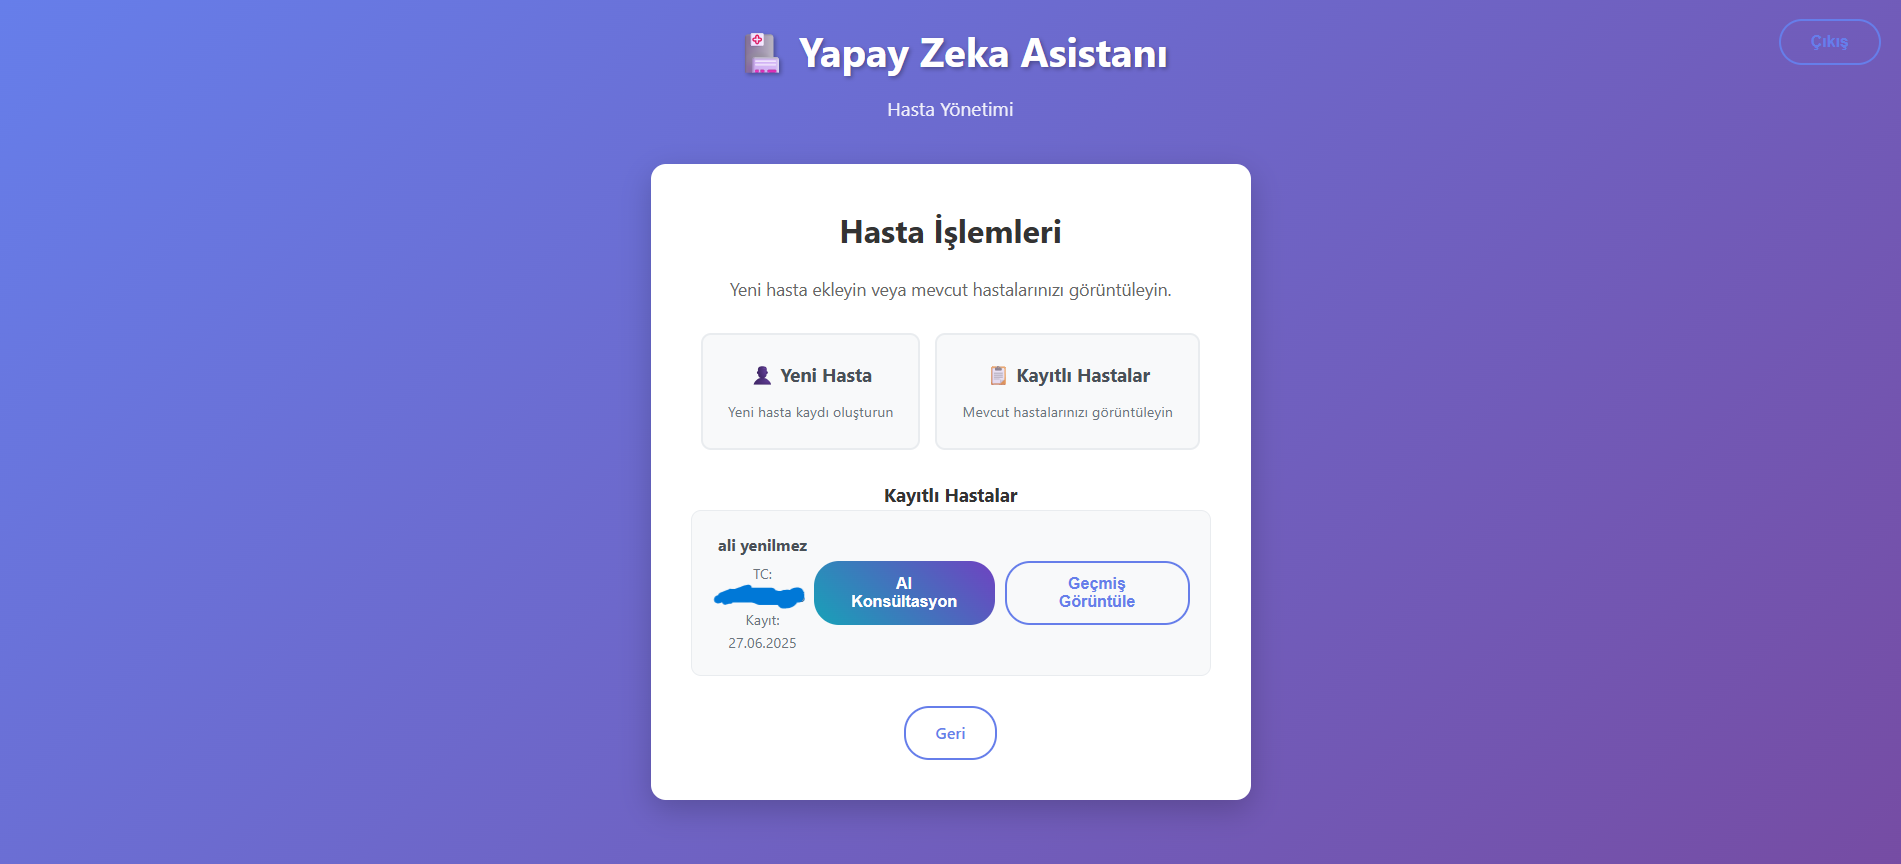 Çıkış
Yapay Zeka Asistanı
Hasta Yönetimi
Hasta İşlemleri
Yeni hasta ekleyin veya mevcut hastalarınızı görüntüleyin.
Yeni Hasta
Yeni hasta kaydı oluşturun
Kayıtlı Hastalar
Mevcut hastalarınızı görüntüleyin
Kayıtlı Hastalar
ali yenilmez
TC:
Kayıt:
27.06.2025
AI
Konsültasyon
Geçmiş
Görüntüle
Geri